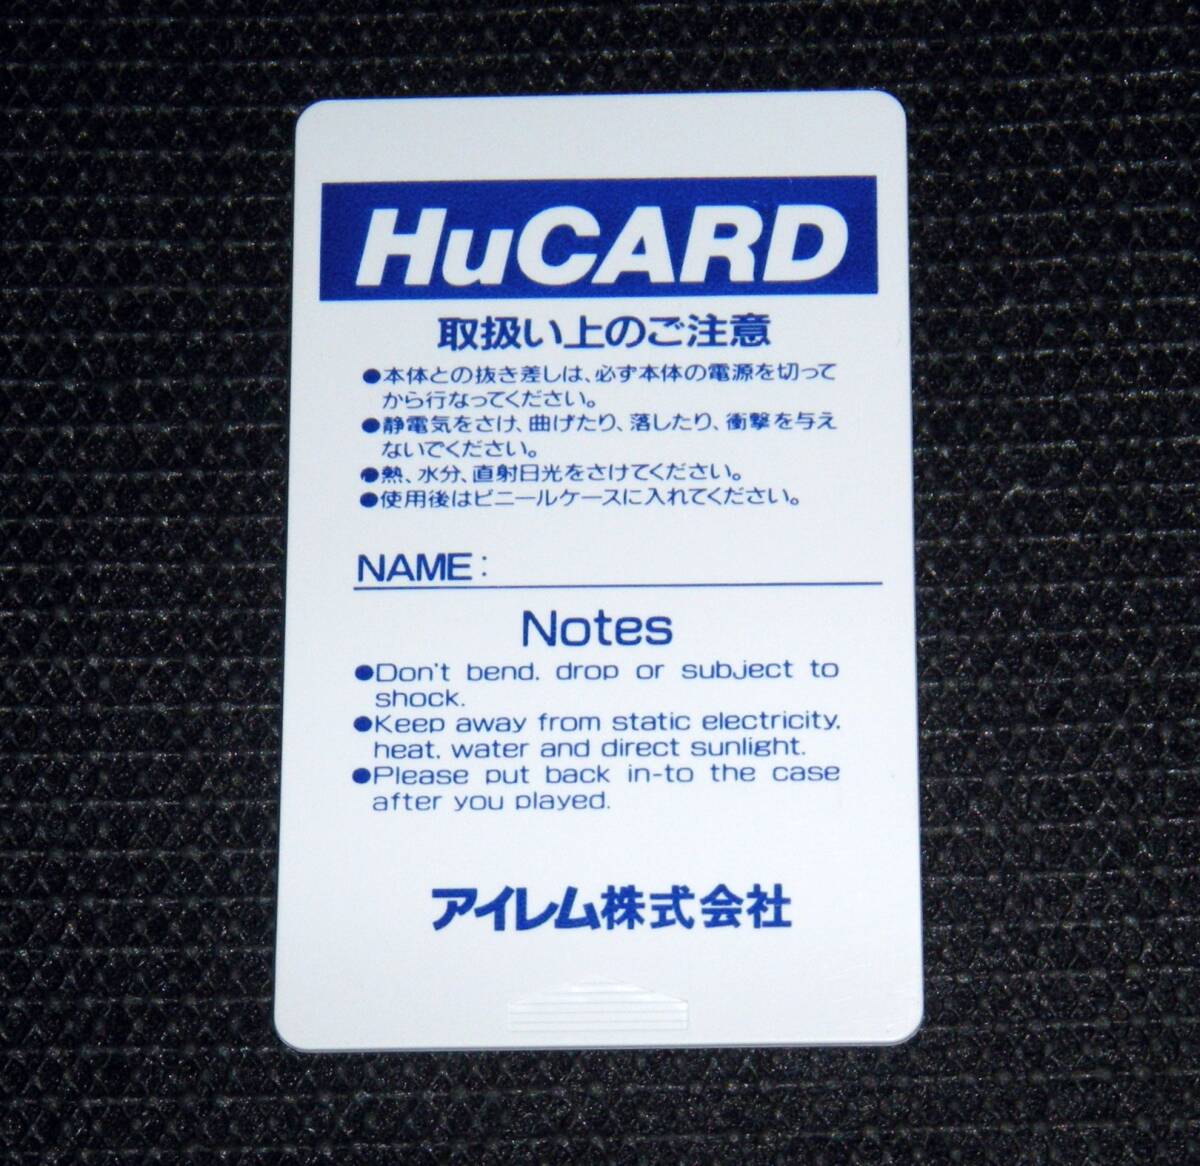 HuCARD
取扱い上のご注意
●本体との抜き差しは、必ず本体の電源を切って
から行なってください。
●静電気をさけ、曲げたり、落したり、衝撃を与え
ないでください。
●熱、水分、直射日光をさけてください。
●使用後はビニールケースに入れてください。
NAME:
Notes
●Don't bend. drop or subject to
shock.
●Keep away from static electricity.
heat. water and direct sunlight.
●Please put back in-to the case
after you played.
アイレム株式会社